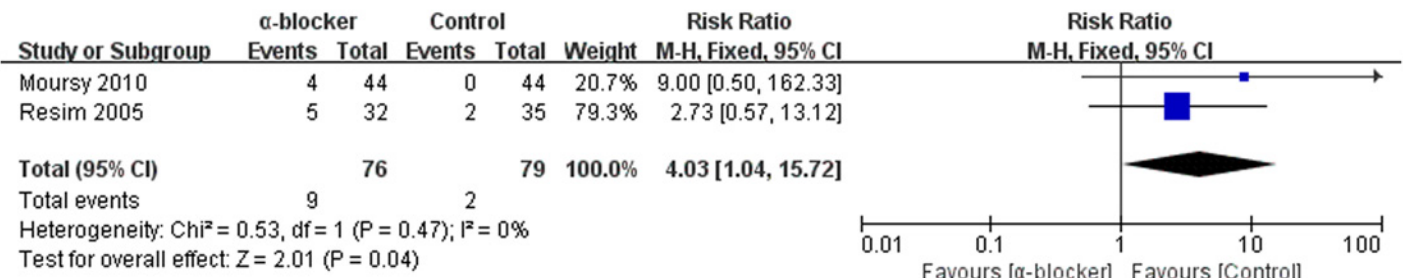 α-blocker Control Risk Ratio Risk Ratio
Study or Subgroup Events Total Events Total Weight M-H, Fixed, 95% CI M-H, Fixed, 95% CI
Moursy 2010 4 44 0 44 20.7% 9.00 [0.50, 162.33]
Resim 2005 5 32 2 35 79.3% 2.73 [0.57, 13.12]
Total (95% CI) 76 79 100.0% 4.03 [1.04, 15.72]
Total events 9 2
Heterogeneity: Chi² = 0.53, df = 1 (P = 0.47); I² = 0%
Test for overall effect: Z = 2.01 (P = 0.04)
0.01 0.1 1 10 100
Favours [α-blocker] Favours [Control]